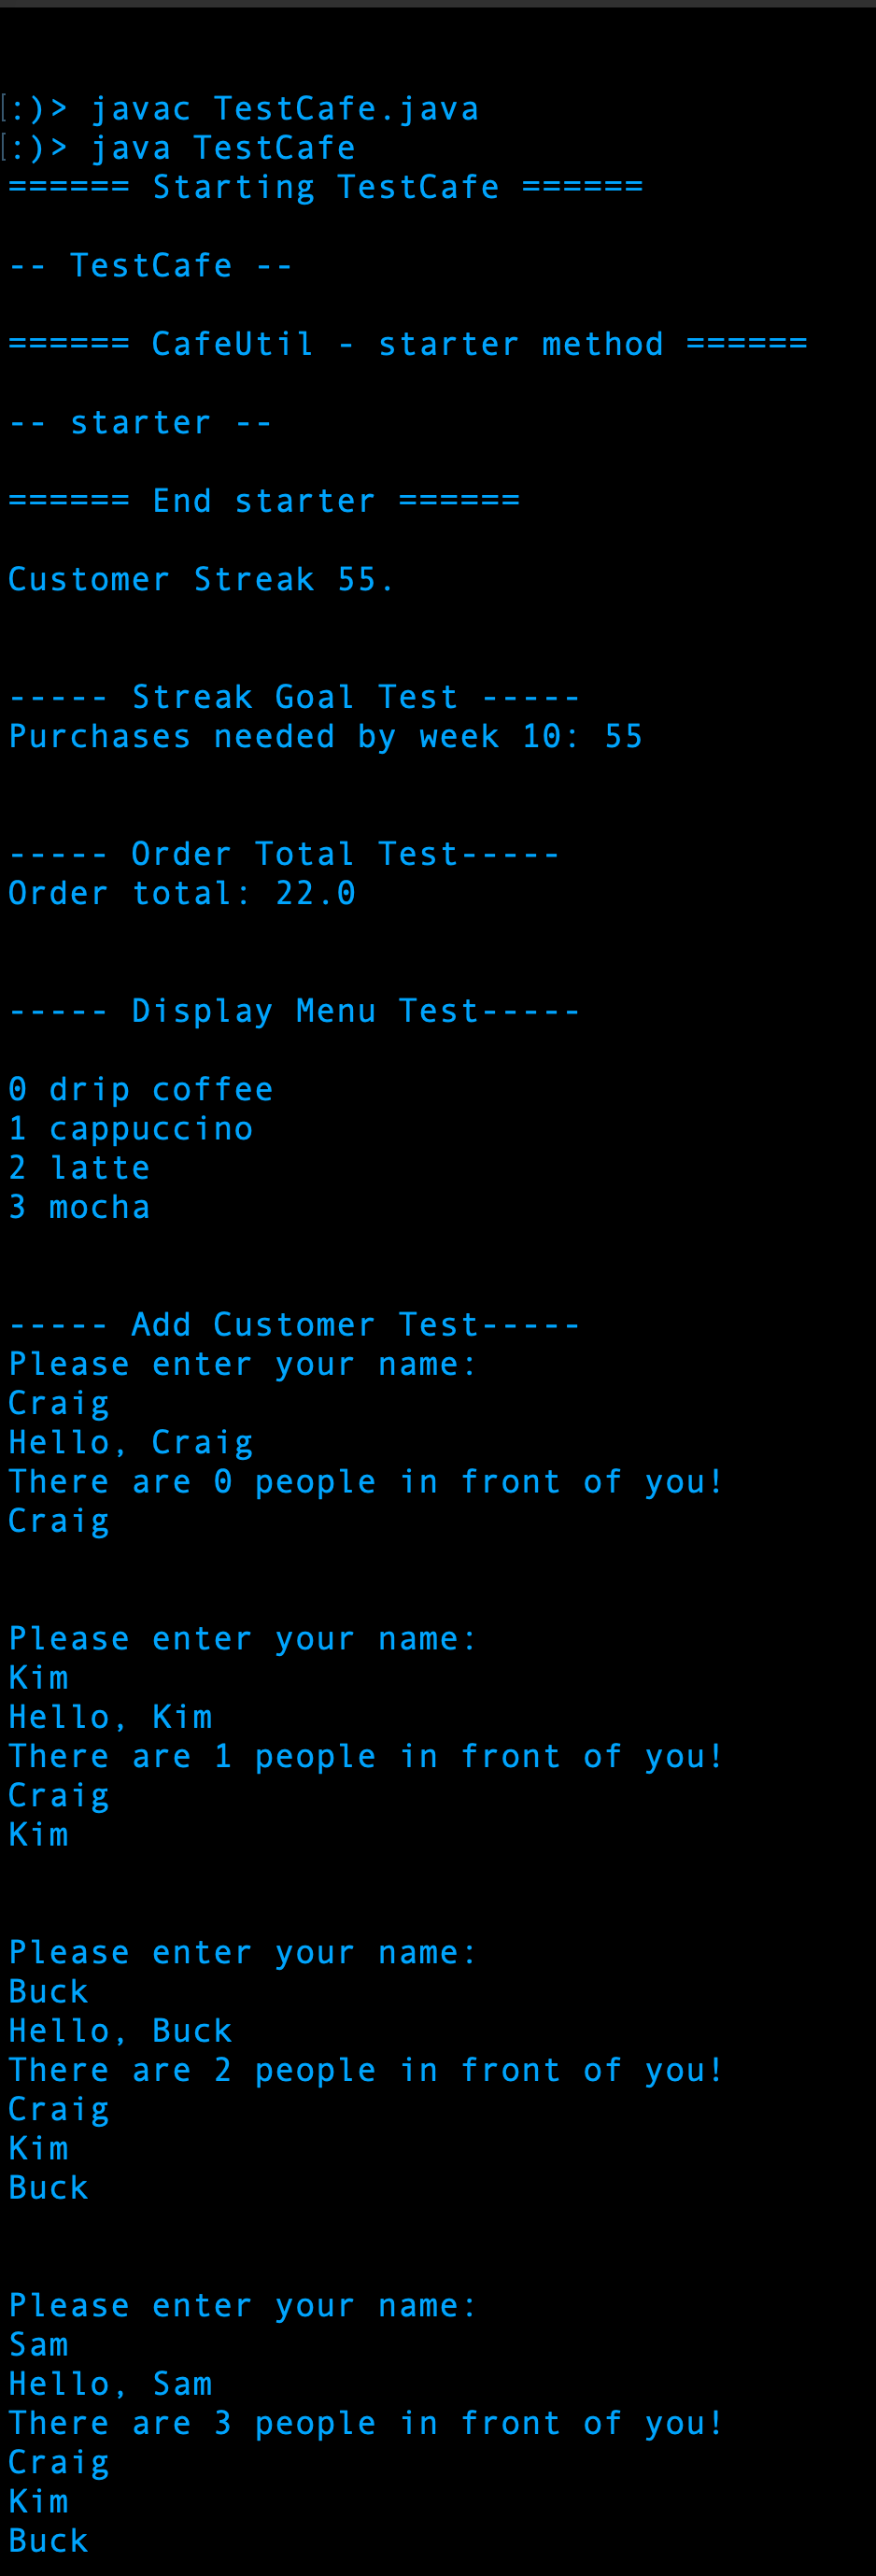 [:)> javac TestCafe.java
[:)> java TestCafe
====== Starting TestCafe ======
-- TestCafe --
====== CafeUtil - starter method ======
-- starter --
====== End starter ======
Customer Streak 55.
----- Streak Goal Test -----
Purchases needed by week 10: 55
----- Order Total Test-----
Order total: 22.0
----- Display Menu Test-----
0 drip coffee
1 cappuccino
2 latte
3 mocha
----- Add Customer Test-----
Please enter your name:
Craig
Hello, Craig
There are 0 people in front of you!
Craig
Please enter your name:
Kim
Hello, Kim
There are 1 people in front of you!
Craig
Kim
Please enter your name:
Buck
Hello, Buck
There are 2 people in front of you!
Craig
Kim
Buck
Please enter your name:
Sam
Hello, Sam
There are 3 people in front of you!
Craig
Kim
Buck